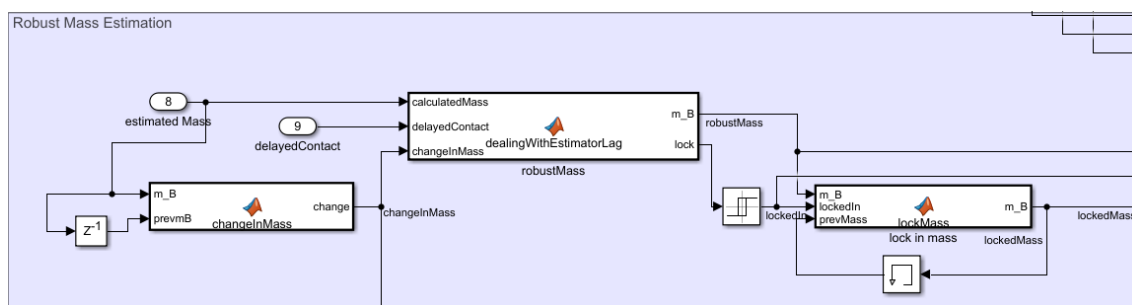 Robust Mass Estimation
8
estimated Mass
9
delayedContact
calculatedMass
delayedContact
changeInMass
dealingWithEstimatorLag
m_B
lock
robustMass
robustMass
m_B
prevmB
changeInMass
change
changeInMass
Z-1
lockedIn
m_B
lockedIn
prevMass
lockMass
m_B
lock in mass
lockedMass
lockedMass